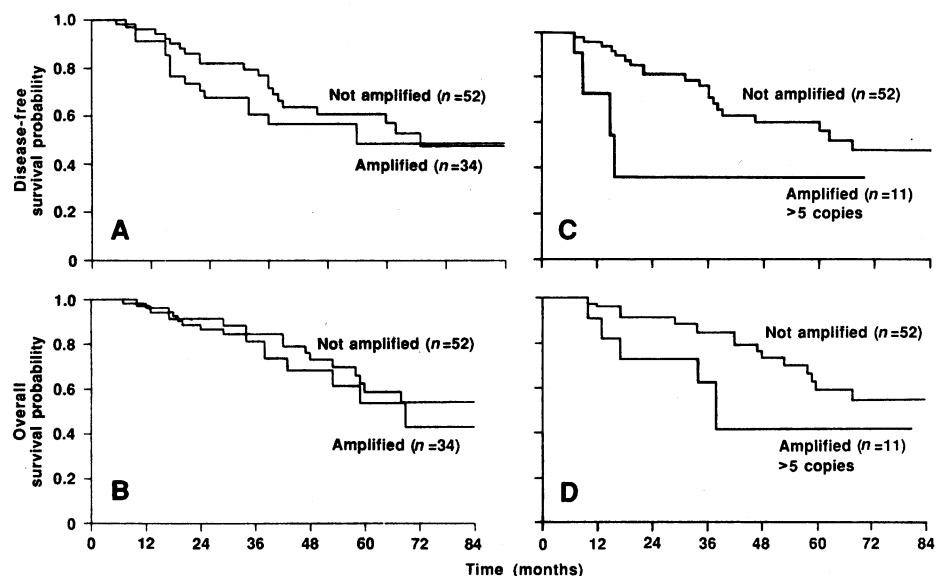 Disease-free
survival probability
1.0
0.8
0.6
0.4
0.2
0
Not amplified (n=52)
Amplified (n=34)
A
Not amplified (n=52)
Amplified (n=11)
>5 copies
C
Overall
survival probability
1.0
0.8
0.6
0.4
0.2
0
Not amplified (n=52)
Amplified (n=34)
B
0 12 24 36 48 60 72 84
Not amplified (n=52)
Amplified (n=11)
>5 copies
D
0 12 24 36 48 60 72 84
Time (months)